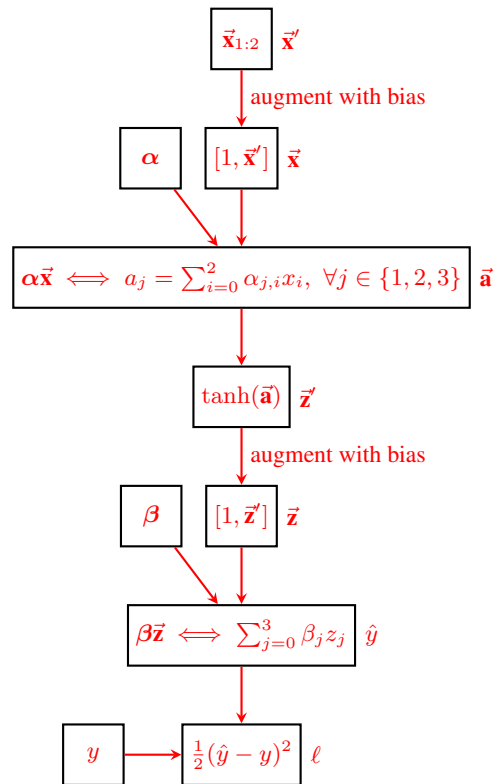 x⃗₁:₂ x⃗′
augment with bias
α [1, x⃗′] x⃗
αx⃗ ⟺ aⱼ = ∑²ᵢ₌₀ αⱼ,ᵢxᵢ, ∀j ∈ {1, 2, 3} a⃗
tanh(a⃗) z⃗′
augment with bias
β [1, z⃗′] z⃗
βz⃗ ⟺ ∑³ⱼ₌₀ βⱼzⱼ ŷ
y ½(ŷ − y)² ℓ